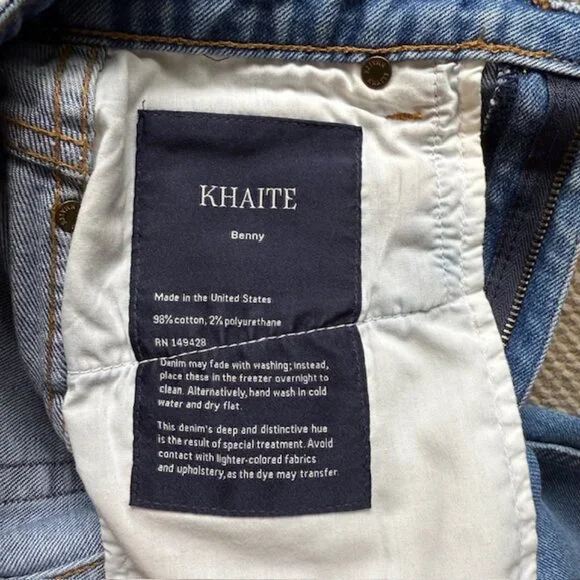 KHAITE
Benny
Made in the United States
98% cotton, 2% polyurethane
RN 149428
Denim may fade with washing; instead,
place these in the freezer overnight to
clean. Alternatively, hand wash in cold
water and dry flat.
This denim's deep and distinctive hue
is the result of special treatment. Avoid
contact with lighter-colored fabrics
and upholstery, as the dye may transfer.